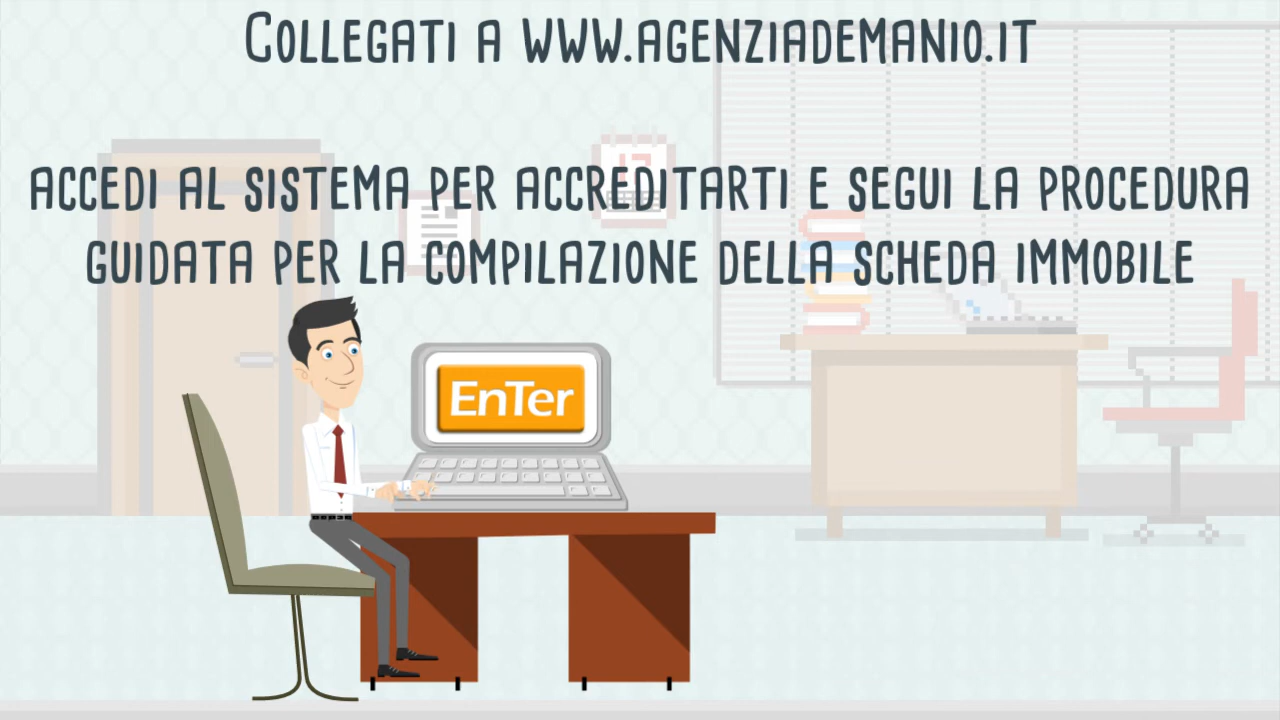 Collegati a www.agenziademanio.it
accedi al sistema per accreditarti e segui la procedura
guidata per la compilazione della scheda immobile
EnTer